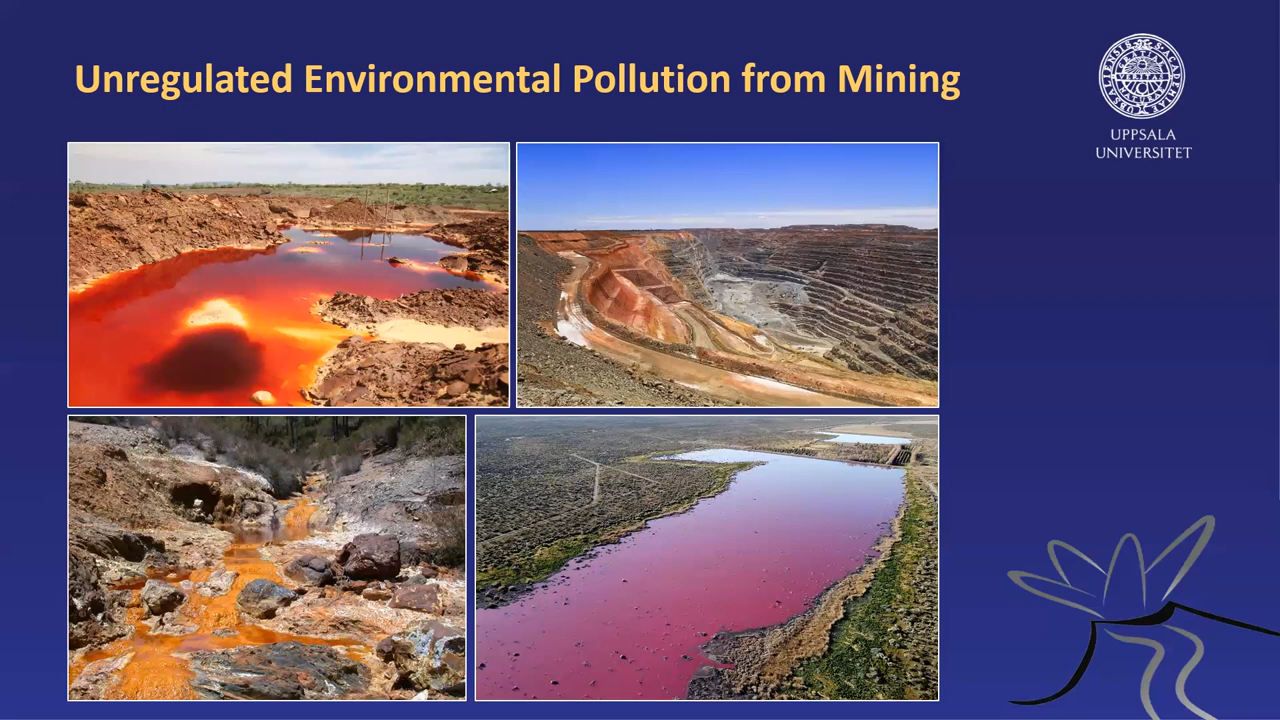 Unregulated Environmental Pollution from Mining
UPPSALA
UNIVERSITET